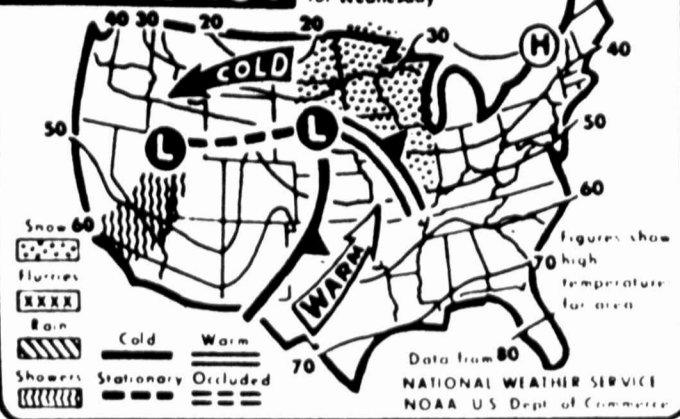 for Wednesday
40 30 20 20 30 H 40
COLD
50 L L 50
60 60
WARM
70 70 80
Snow
Flurries
Rain
Showers
Cold Warm
Stationary Occluded
Figures show
high
temperature
for area
Data from
NATIONAL WEATHER SERVICE
NOAA US Dept of Commerce